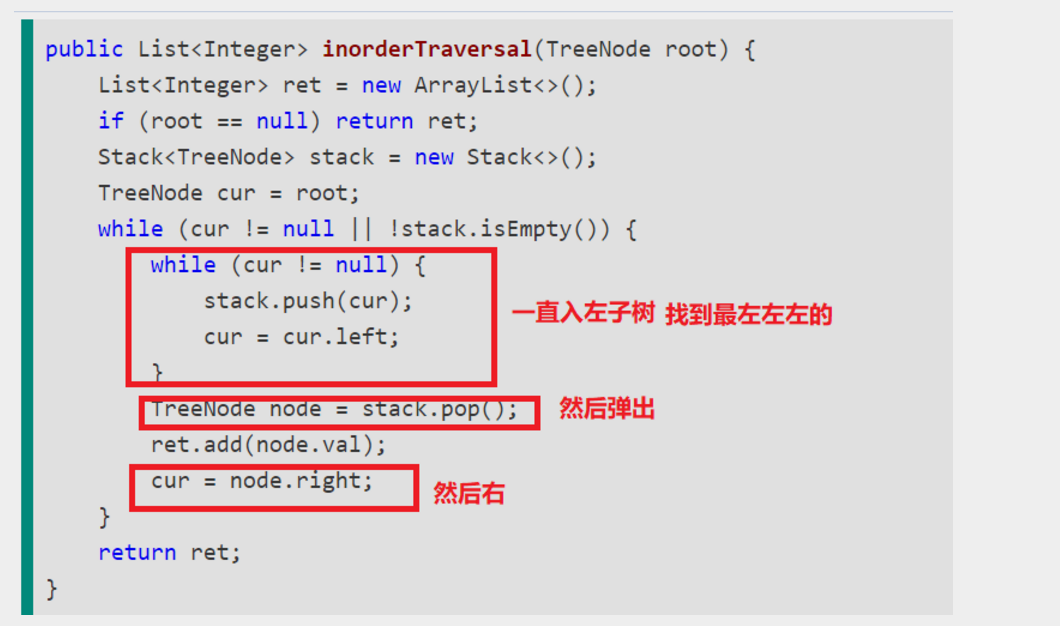 public List<Integer> inorderTraversal(TreeNode root) {
List<Integer> ret = new ArrayList<>();
if (root == null) return ret;
Stack<TreeNode> stack = new Stack<>();
TreeNode cur = root;
while (cur != null || !stack.isEmpty()) {
while (cur != null) {
stack.push(cur);
一直入左子树 找到最左左左的
cur = cur.left;
}
TreeNode node = stack.pop(); 然后弹出
ret.add(node.val);
cur = node.right; 然后右
}
return ret;
}